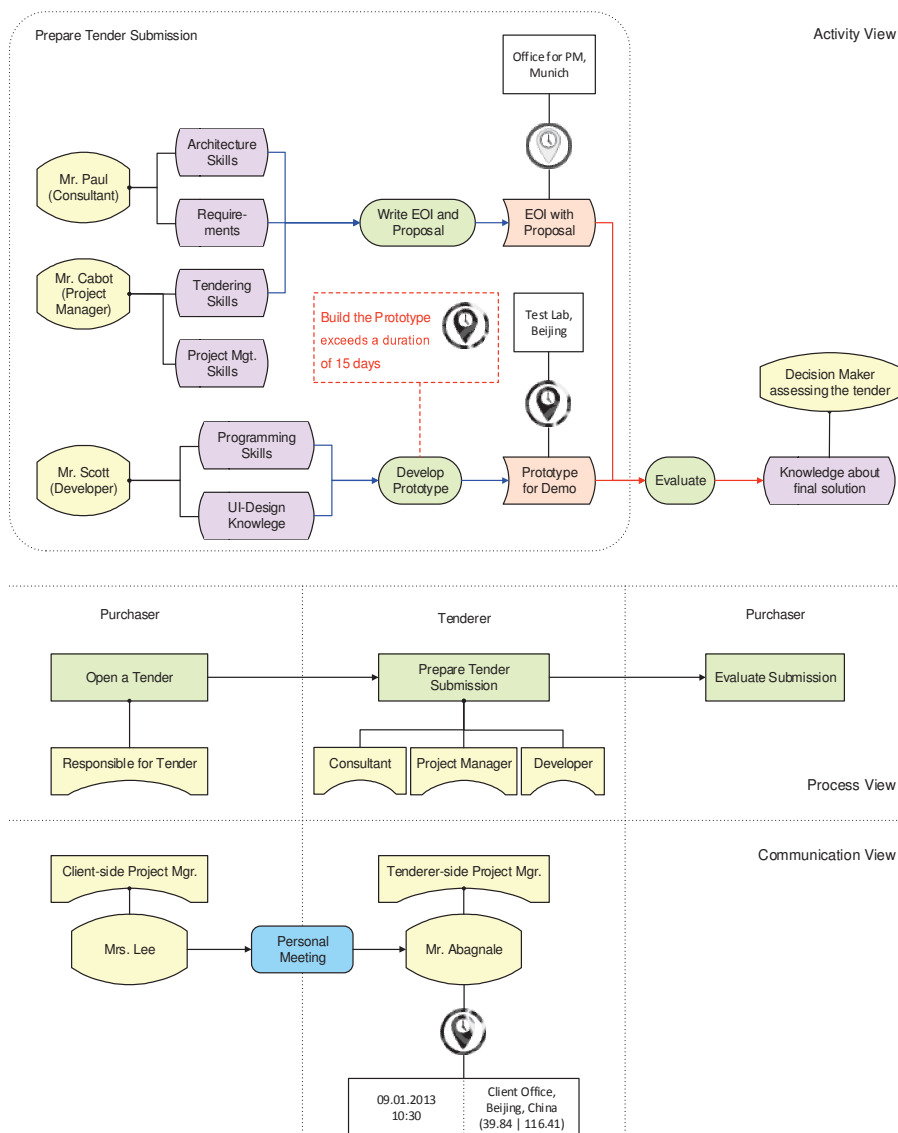 Prepare Tender Submission
Activity View
Office for PM,
Munich
Architecture
Skills
Mr. Paul
(Consultant)
Require-
ments
Write EOI and
Proposal
EOI with
Proposal
Mr. Cabot
(Project
Manager)
Tendering
Skills
Build the Prototype
exceeds a duration
of 15 days
Test Lab,
Beijing
Project Mgt.
Skills
Decision Maker
assessing the tender
Programming
Skills
Mr. Scott
(Developer)
Develop
Prototype
Prototype
for Demo
Evaluate
Knowledge about
final solution
UI-Design
Knowlege
Purchaser
Tenderer
Purchaser
Open a Tender
Prepare Tender
Submission
Evaluate Submission
Responsible for Tender
Consultant
Project Manager
Developer
Process View
Communication View
Client-side Project Mgr.
Tenderer-side Project Mgr.
Mrs. Lee
Personal
Meeting
Mr. Abagnale
09.01.2013
10:30
Client Office,
Beijing, China
(39.84 | 116.41)